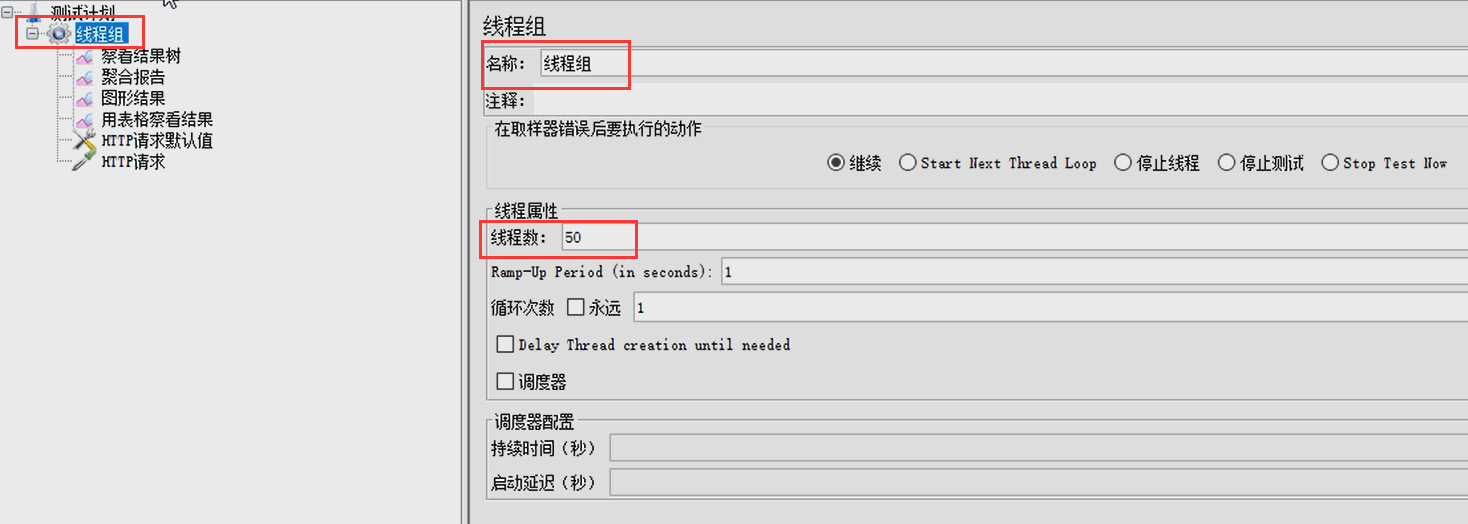 测试计划
线程组
察看结果树
聚合报告
图形结果
用表格察看结果
HTTP请求默认值
HTTP请求
线程组
名称： 线程组
注释：
在取样器错误后要执行的动作
继续 Start Next Thread Loop 停止线程 停止测试 Stop Test Now
线程属性
线程数： 50
Ramp-Up Period (in seconds): 1
循环次数 永远 1
Delay Thread creation until needed
调度器
调度器配置
持续时间（秒）
启动延迟（秒）